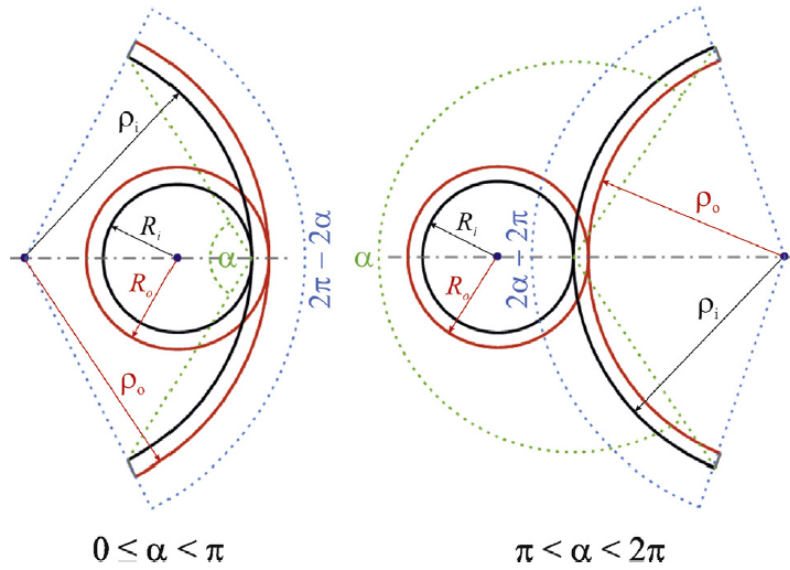 ρi
Ri
α
Ro
2π – 2α
ρo
0 ≤ α < π
Ri
α
2α – 2π
Ro
ρo
ρi
π < α < 2π